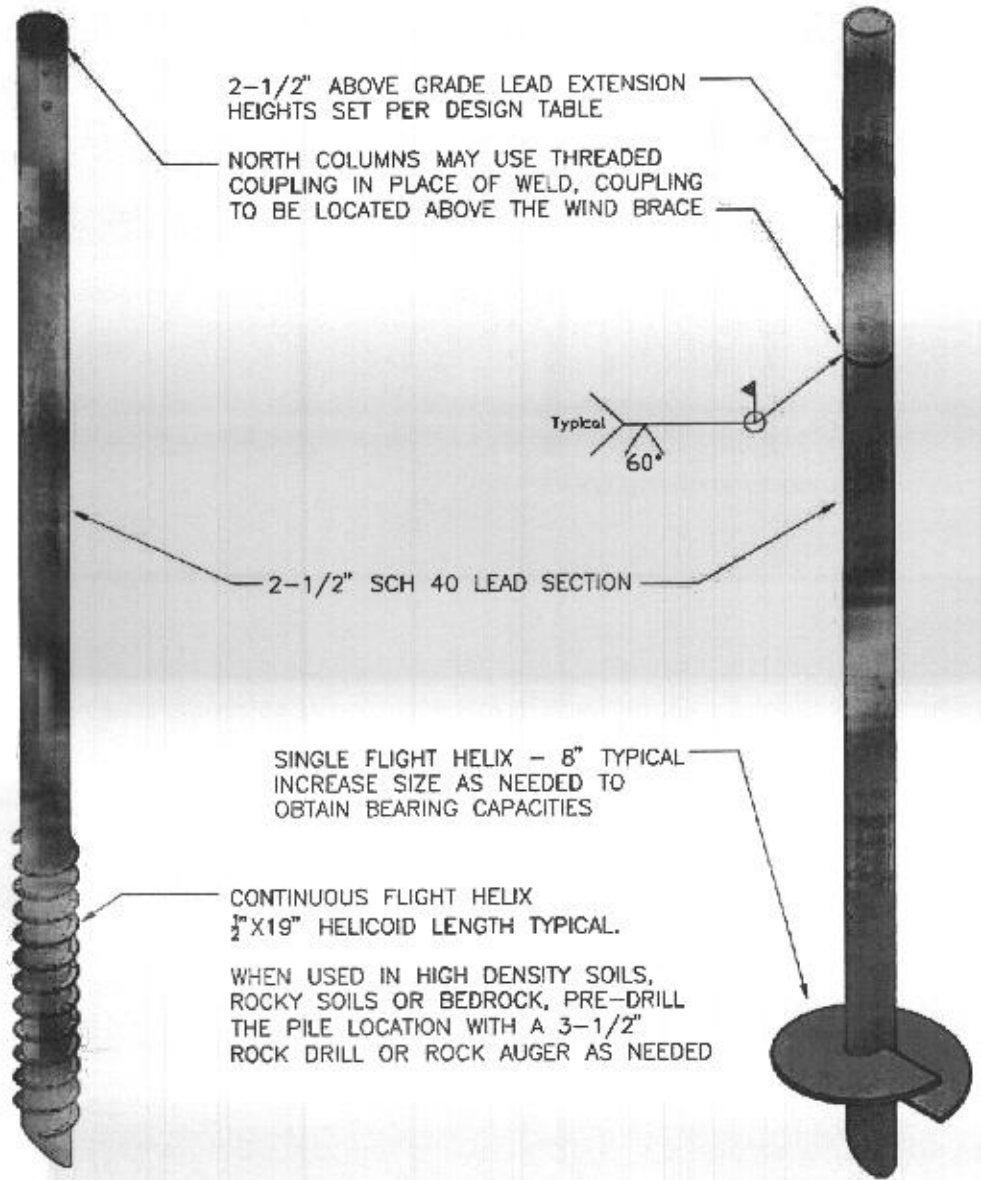 2-1/2" ABOVE GRADE LEAD EXTENSION
HEIGHTS SET PER DESIGN TABLE
NORTH COLUMNS MAY USE THREADED
COUPLING IN PLACE OF WELD, COUPLING
TO BE LOCATED ABOVE THE WIND BRACE
Typical
60°
2-1/2" SCH 40 LEAD SECTION
SINGLE FLIGHT HELIX - 8" TYPICAL
INCREASE SIZE AS NEEDED TO
OBTAIN BEARING CAPACITIES
CONTINUOUS FLIGHT HELIX
1/2"X19" HELICOID LENGTH TYPICAL.
WHEN USED IN HIGH DENSITY SOILS,
ROCKY SOILS OR BEDROCK, PRE-DRILL
THE PILE LOCATION WITH A 3-1/2"
ROCK DRILL OR ROCK AUGER AS NEEDED